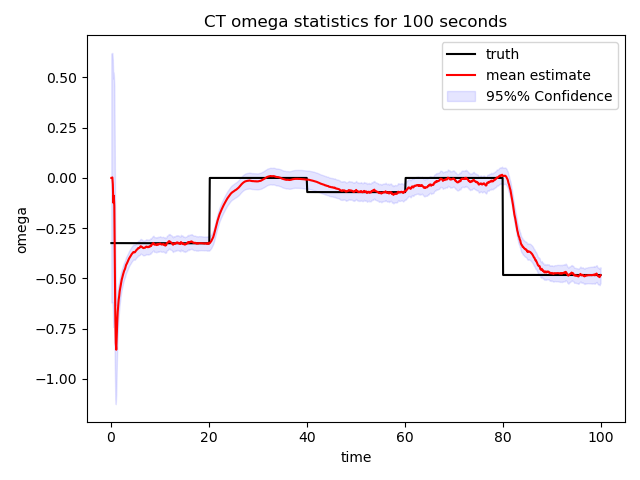 CT omega statistics for 100 seconds
truth
mean estimate
95%% Confidence
omega
0.50
0.25
0.00
−0.25
−0.50
−0.75
−1.00
0 20 40 60 80 100
time